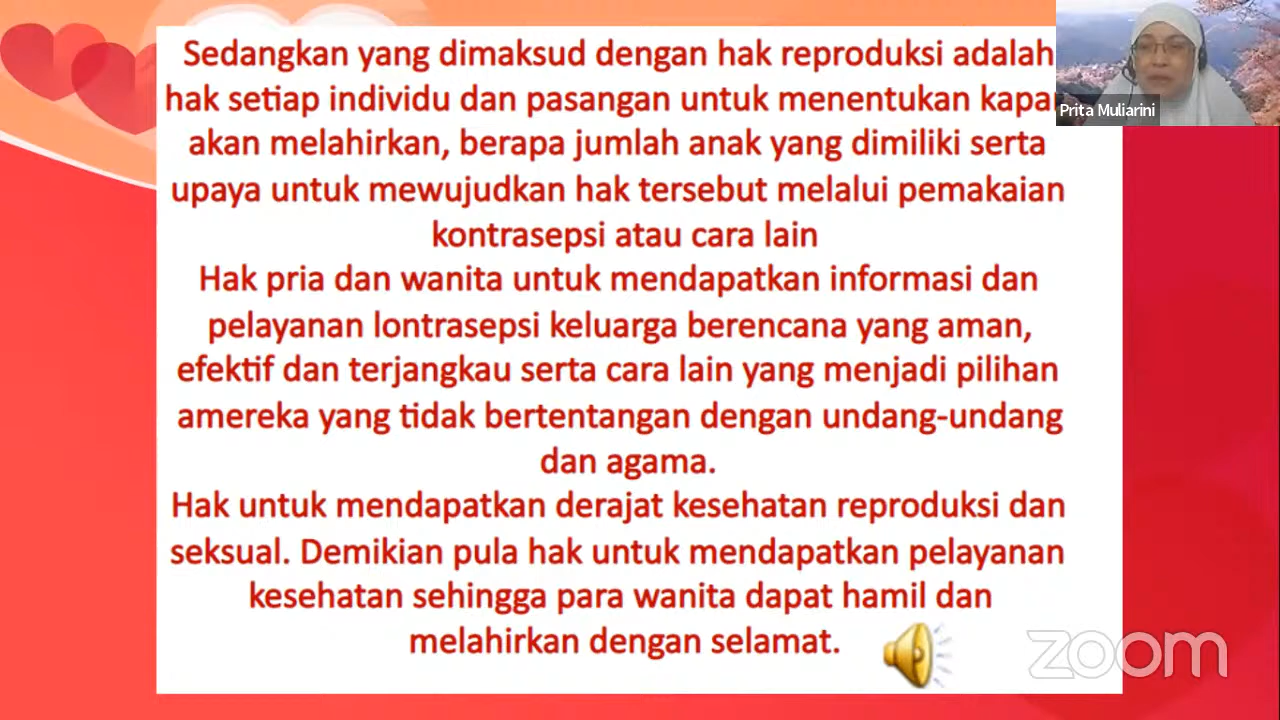 Sedangkan yang dimaksud dengan hak reproduksi adalah
hak setiap individu dan pasangan untuk menentukan
akan melahirkan, berapa jumlah anak yang dimiliki serta
upaya untuk mewujudkan hak tersebut melalui pemakaian
kontrasepsi atau cara lain
Hak pria dan wanita untuk mendapatkan informasi dan
pelayanan lontrasepsi keluarga berencana yang aman,
efektif dan terjangkau serta cara lain yang menjadi pilihan
amereka yang tidak bertentangan dengan undang-undang
dan agama.
Hak untuk mendapatkan derajat kesehatan reproduksi dan
seksual. Demikian pula hak untuk mendapatkan pelayanan
kesehatan sehingga para wanita dapat hamil dan
melahirkan dengan selamat.
Prita Muliarini
zoom